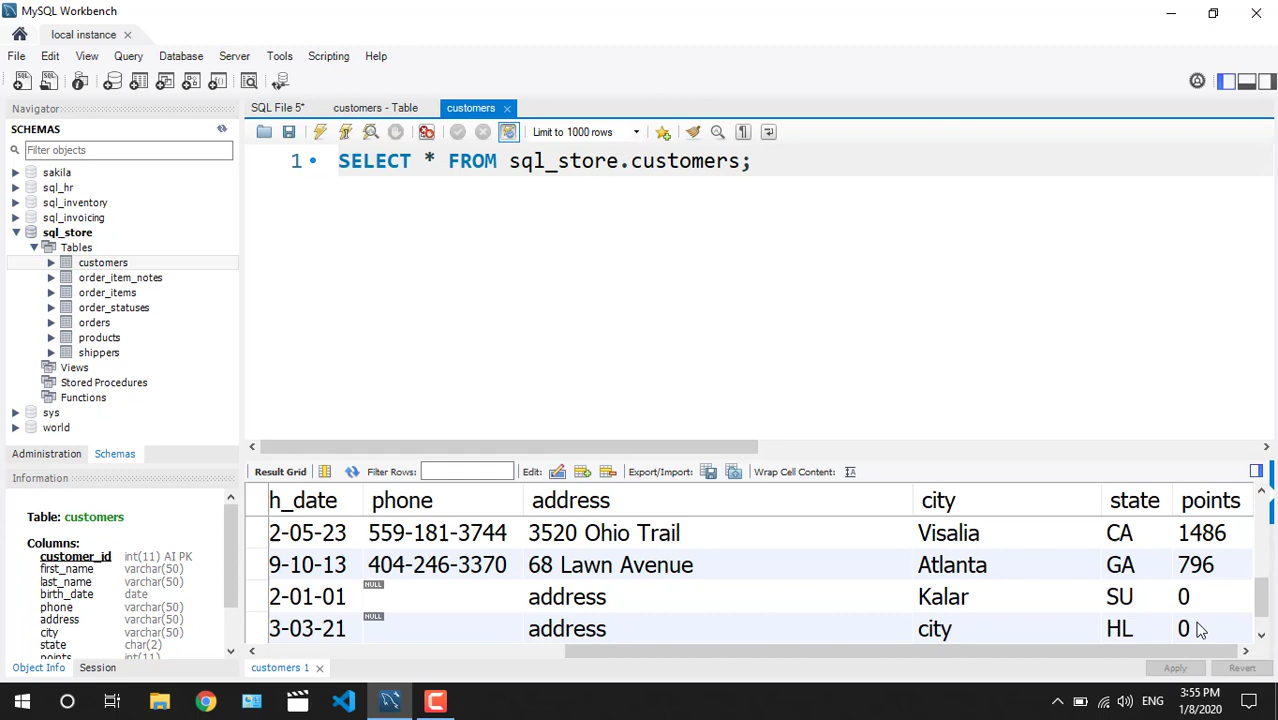 MySQL Workbench
local instance
File Edit View Query Database Server Tools Scripting Help
Navigator
SCHEMAS
Filter objects
sakila
sql_hr
sql_inventory
sql_invoicing
sql_store
Tables
customers
order_item_notes
order_items
order_statuses
orders
products
shippers
Views
Stored Procedures
Functions
sys
world
Administration Schemas
Information
Table: customers
Columns:
customer_id int(11) AI PK
first_name varchar(50)
last_name varchar(50)
birth_date date
phone varchar(50)
address varchar(50)
city varchar(50)
state char(2)
points int(11)
Object Info Session
SQL File 5* customers - Table customers
Limit to 1000 rows
1 SELECT * FROM sql_store.customers;
Result Grid Filter Rows: Edit: Export/Import: Wrap Cell Content:
h_date phone address city state points
2-05-23 559-181-3744 3520 Ohio Trail Visalia CA 1486
9-10-13 404-246-3370 68 Lawn Avenue Atlanta GA 796
2-01-01 NULL address Kalar SU 0
3-03-21 NULL address city HL 0
customers 1 Apply Revert
ENG 3:55 PM
1/8/2020